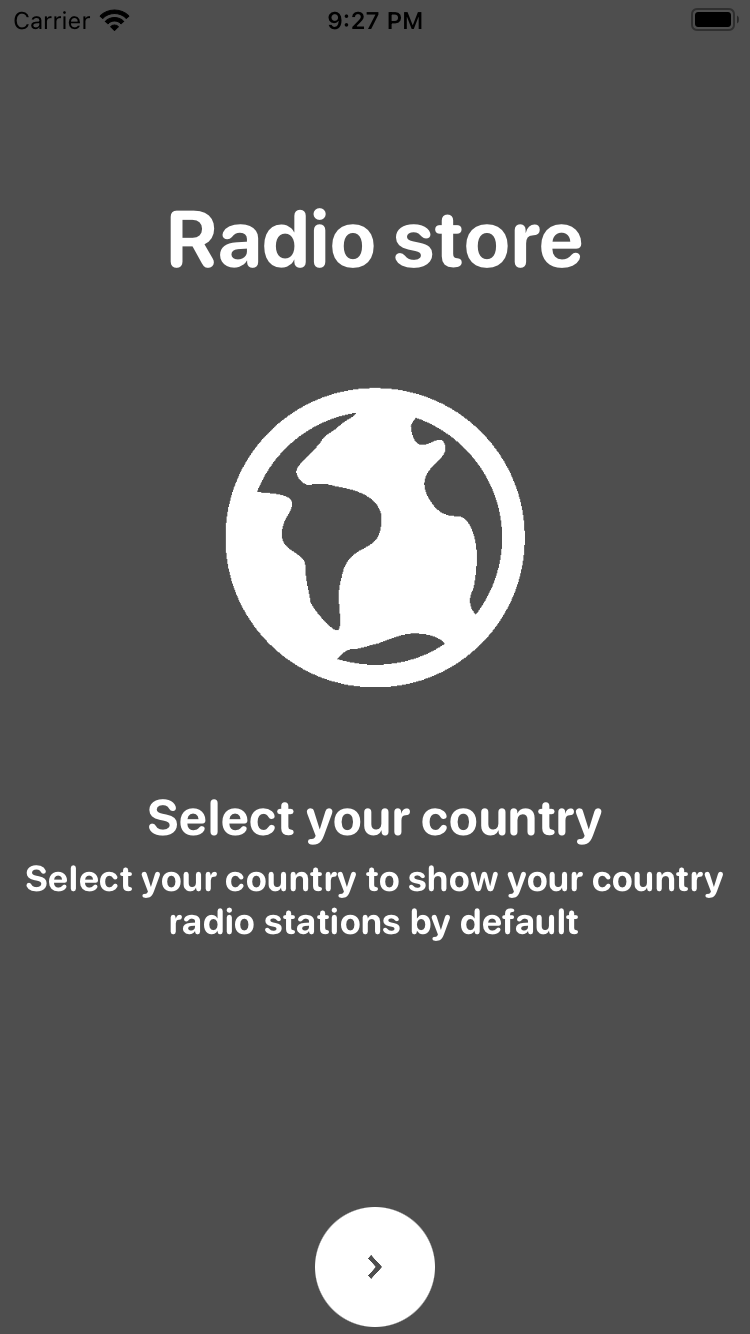 Carrier 9:27 PM
Radio store
Select your country
Select your country to show your country
radio stations by default